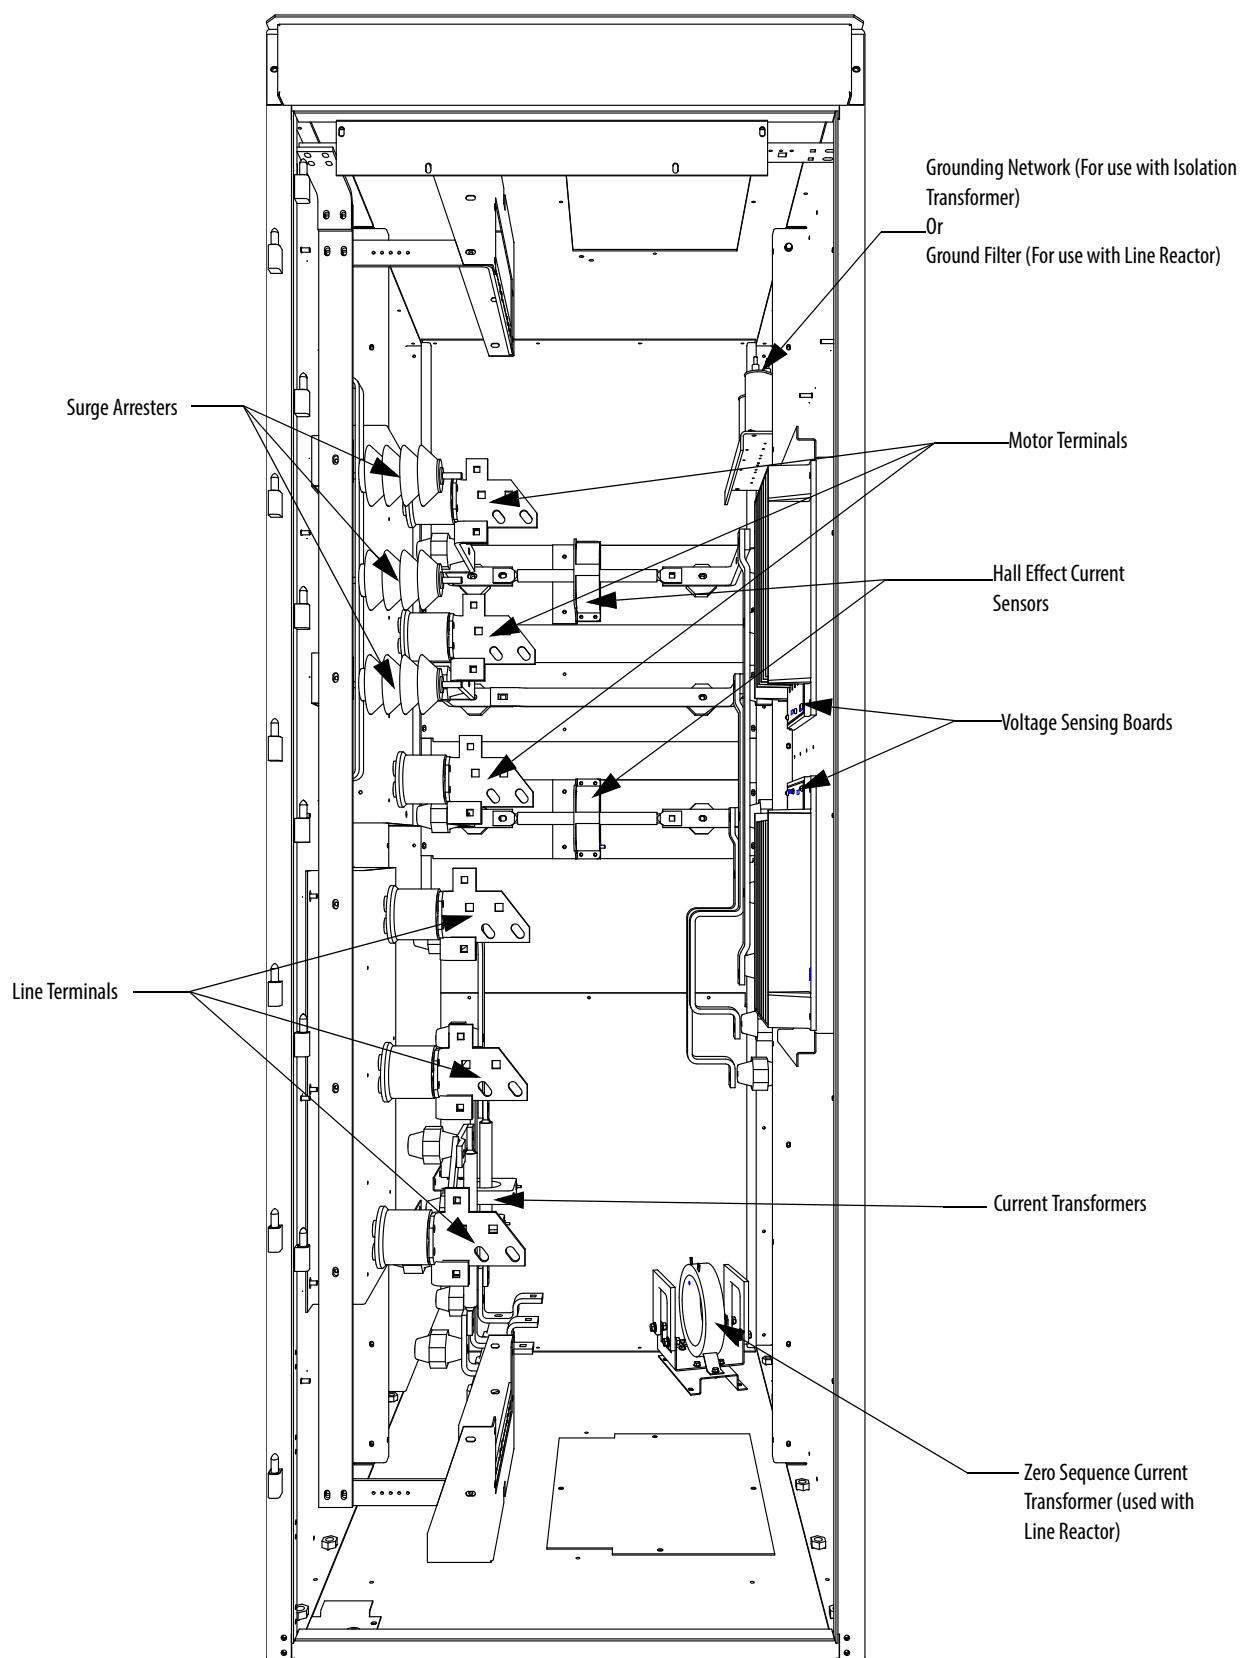 Grounding Network (For use with Isolation
Transformer)
Or
Ground Filter (For use with Line Reactor)
Surge Arresters
Motor Terminals
Hall Effect Current
Sensors
Voltage Sensing Boards
Line Terminals
Current Transformers
Zero Sequence Current
Transformer (used with
Line Reactor)